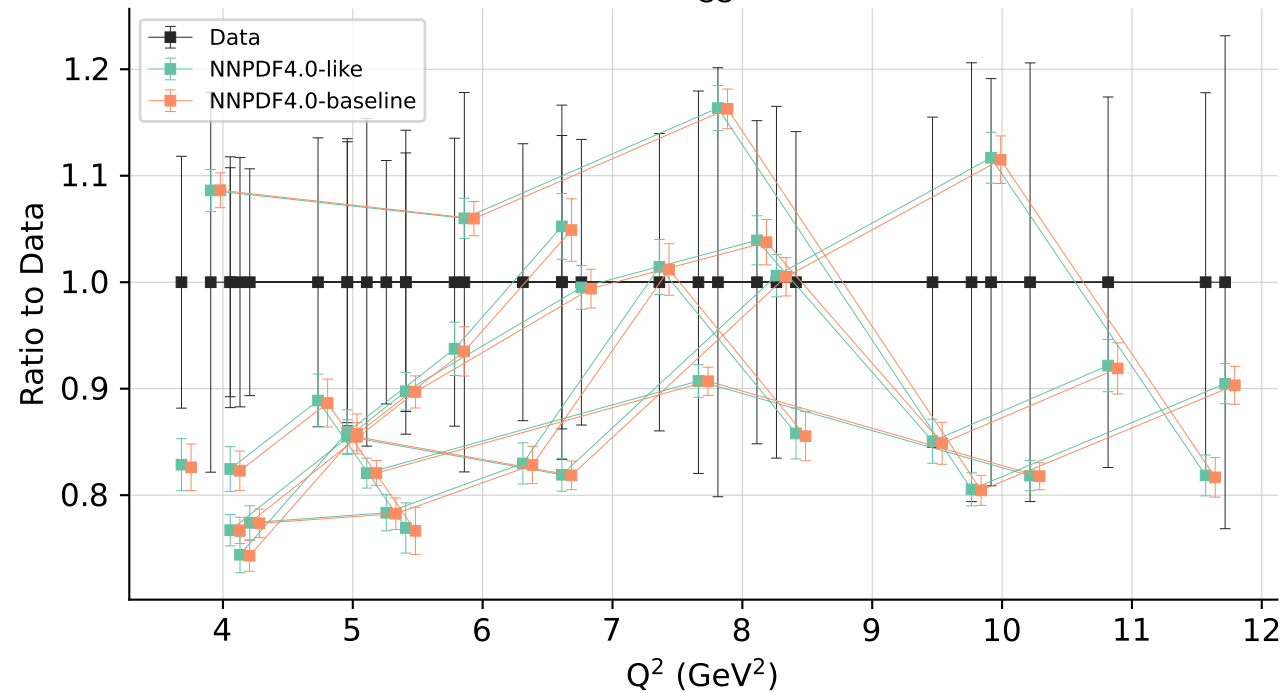 Data
NNPDF4.0-like
NNPDF4.0-baseline
1.2
1.1
1.0
0.9
0.8
Ratio to Data
4 5 6 7 8 9 10 11 12
Q² (GeV²)